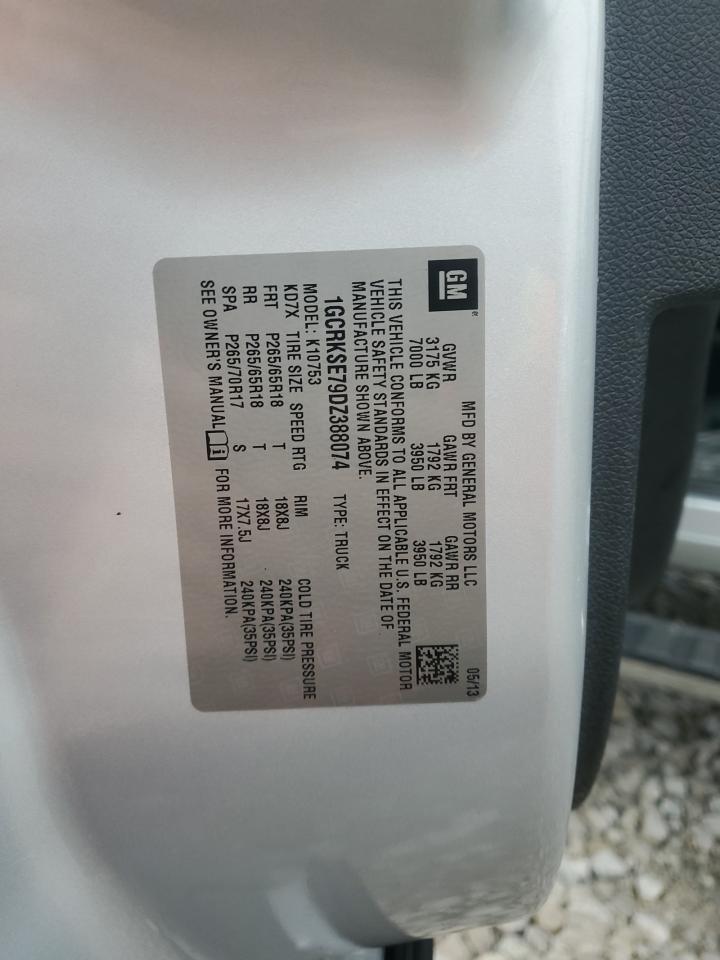 GM
MFD BY GENERAL MOTORS LLC 05/13
GVWR GAWR FRT GAWR RR
3175 KG 1792 KG 1792 KG
7000 LB 3950 LB 3950 LB
THIS VEHICLE CONFORMS TO ALL APPLICABLE U.S. FEDERAL MOTOR
VEHICLE SAFETY STANDARDS IN EFFECT ON THE DATE OF
MANUFACTURE SHOWN ABOVE.
1GCRKSE79DZ388074 TYPE: TRUCK
MODEL: K10753
KD7X TIRE SIZE SPEED RTG RIM COLD TIRE PRESSURE
FRT P265/65R18 T 18X8J 240KPA(35PSI)
RR P265/65R18 T 18X8J 240KPA(35PSI)
SPA P265/70R17 S 17X7.5J 240KPA(35PSI)
SEE OWNER'S MANUAL i FOR MORE INFORMATION.